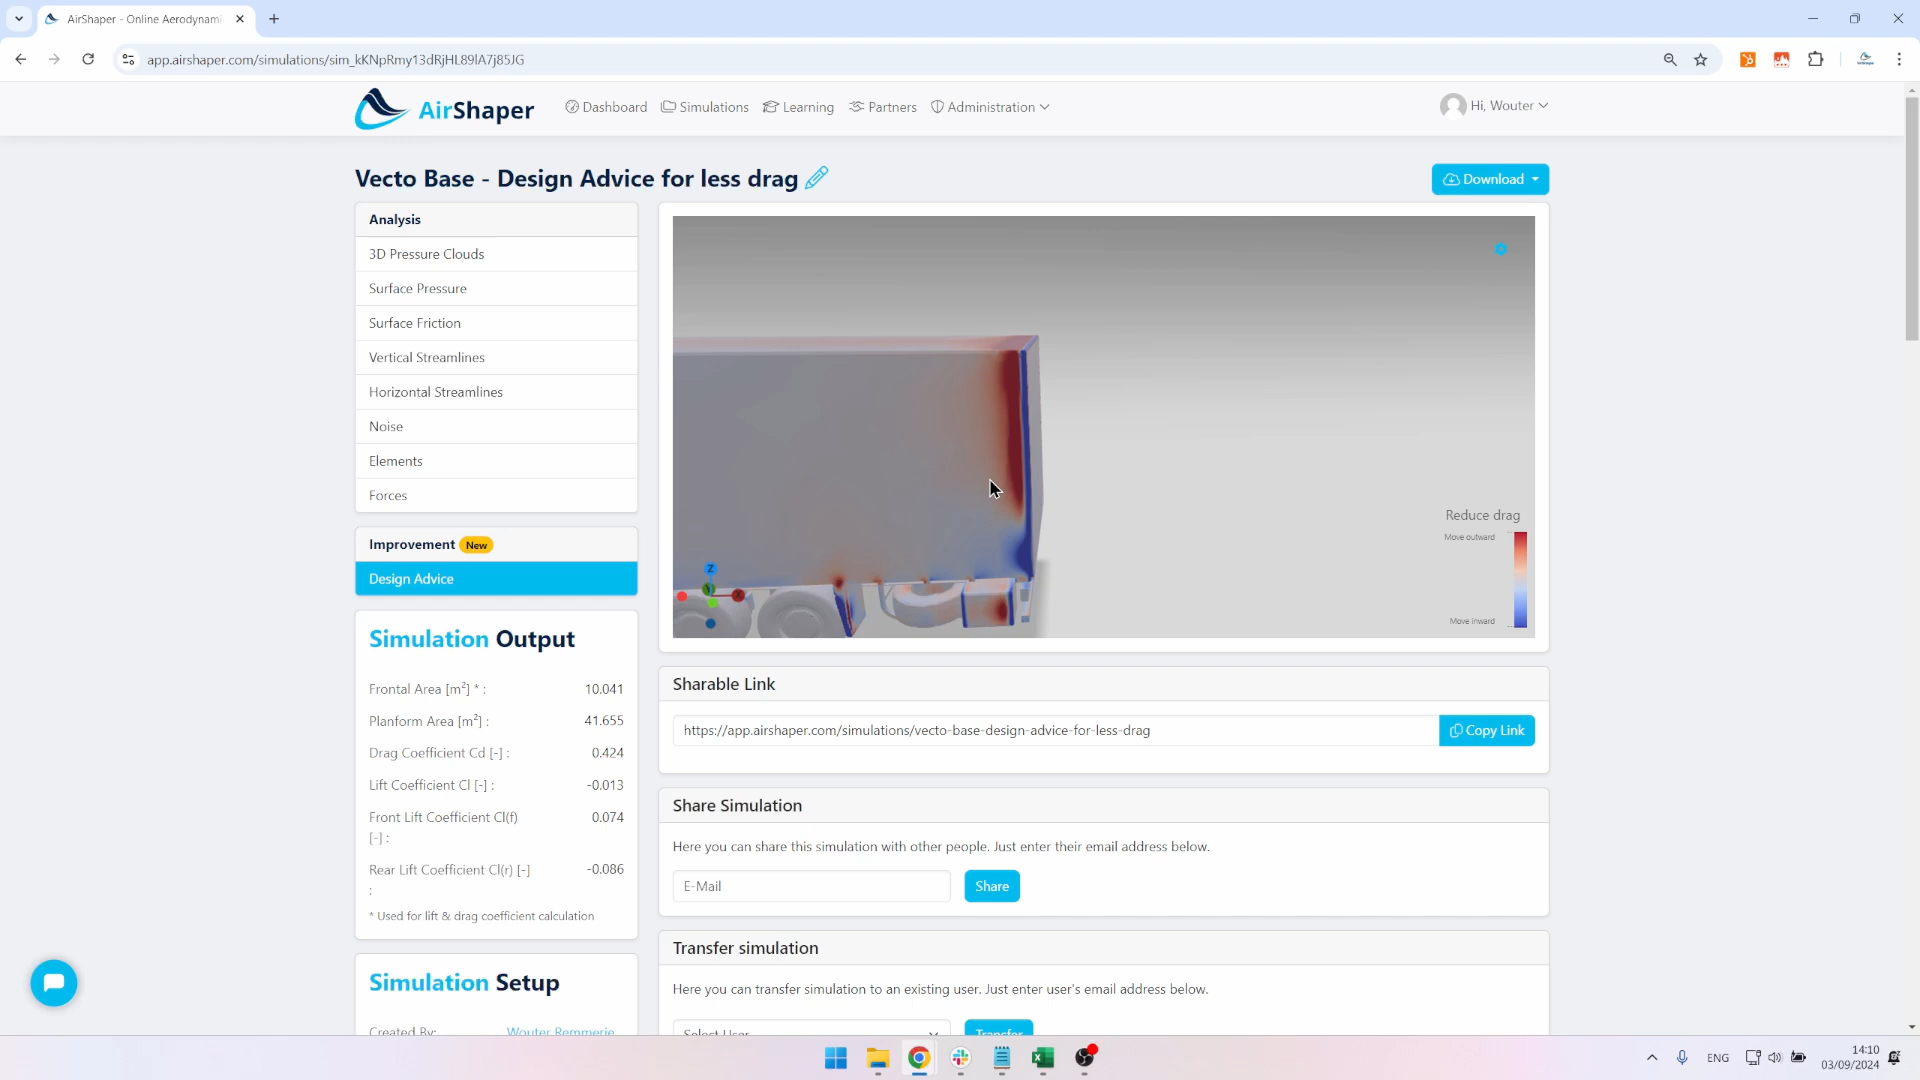 AirShaper - Online Aerodynami
app.airshaper.com/simulations/sim_kKNpRmy13dRjHL89lA7j85JG
AirShaper
Dashboard
Simulations
Learning
Partners
Administration
Hi, Wouter
Vecto Base - Design Advice for less drag
Download
Analysis
3D Pressure Clouds
Surface Pressure
Surface Friction
Vertical Streamlines
Horizontal Streamlines
Noise
Elements
Forces
Improvement New
Design Advice
Simulation Output
Frontal Area [m²] * : 10.041
Planform Area [m²] : 41.655
Drag Coefficient Cd [-] : 0.424
Lift Coefficient Cl [-] : -0.013
Front Lift Coefficient Cl(f) 0.074
[-] :
Rear Lift Coefficient Cl(r) [-] -0.086
:
* Used for lift & drag coefficient calculation
Simulation Setup
Created By: Wouter Remmerie
Z
X
Reduce drag
Move outward
Move inward
Sharable Link
https://app.airshaper.com/simulations/vecto-base-design-advice-for-less-drag
Copy Link
Share Simulation
Here you can share this simulation with other people. Just enter their email address below.
E-Mail
Share
Transfer simulation
Here you can transfer simulation to an existing user. Just enter user's email address below.
Select User
Transfer
ENG
14:10
03/09/2024